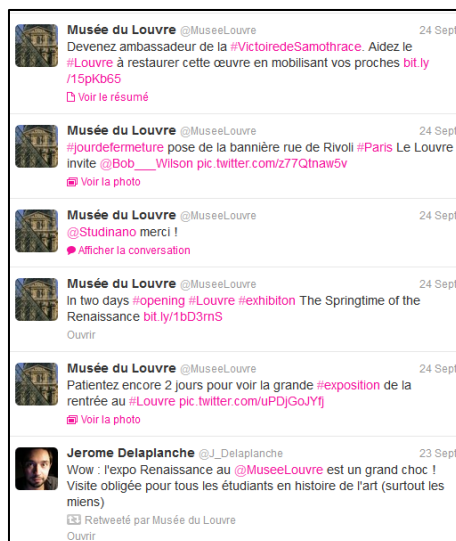 Musée du Louvre @MuseeLouvre 24 Sept
Devenez ambassadeur de la #VictoiredeSamothrace. Aidez le
#Louvre à restaurer cette œuvre en mobilisant vos proches bit.ly
/15pKb65
Voir le résumé
Musée du Louvre @MuseeLouvre 24 Sept
#jourdefermeture pose de la bannière rue de Rivoli #Paris Le Louvre
invite @Bob___Wilson pic.twitter.com/z77Qtnaw5v
Voir la photo
Musée du Louvre @MuseeLouvre 24 Sept
@Studinano merci !
Afficher la conversation
Musée du Louvre @MuseeLouvre 24 Sept
In two days #opening #Louvre #exhibiton The Springtime of the
Renaissance bit.ly/1bD3rnS
Ouvrir
Musée du Louvre @MuseeLouvre 24 Sept
Patientez encore 2 jours pour voir la grande #exposition de la
rentrée au #Louvre pic.twitter.com/uPDjGoJYfj
Voir la photo
Jerome Delaplanche @J_Delaplanche 23 Sept
Wow : l'expo Renaissance au @MuseeLouvre est un grand choc !
Visite obligée pour tous les étudiants en histoire de l'art (surtout les
miens)
Retweeté par Musée du Louvre
Ouvrir